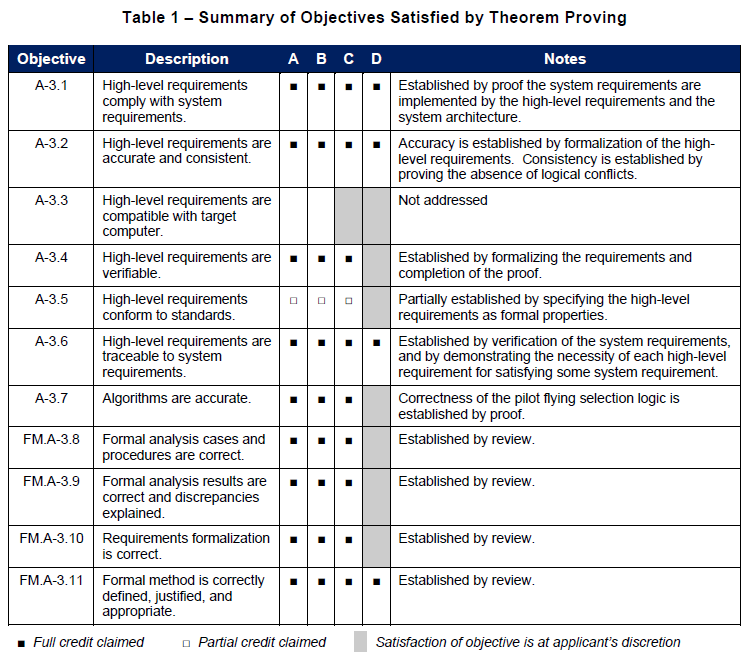 Table 1 – Summary of Objectives Satisfied by Theorem Proving
Objective Description A B C D Notes
A-3.1 High-level requirements comply with system requirements. ■ ■ ■ ■ Established by proof the system requirements are implemented by the high-level requirements and the system architecture.
A-3.2 High-level requirements are accurate and consistent. ■ ■ ■ ■ Accuracy is established by formalization of the high-level requirements. Consistency is established by proving the absence of logical conflicts.
A-3.3 High-level requirements are compatible with target computer. Not addressed
A-3.4 High-level requirements are verifiable. ■ ■ ■ Established by formalizing the requirements and completion of the proof.
A-3.5 High-level requirements conform to standards. □ □ □ Partially established by specifying the high-level requirements as formal properties.
A-3.6 High-level requirements are traceable to system requirements. ■ ■ ■ ■ Established by verification of the system requirements, and by demonstrating the necessity of each high-level requirement for satisfying some system requirement.
A-3.7 Algorithms are accurate. ■ ■ ■ Correctness of the pilot flying selection logic is established by proof.
FM.A-3.8 Formal analysis cases and procedures are correct. ■ ■ ■ Established by review.
FM.A-3.9 Formal analysis results are correct and discrepancies explained. ■ ■ ■ Established by review.
FM.A-3.10 Requirements formalization is correct. ■ ■ ■ Established by review.
FM.A-3.11 Formal method is correctly defined, justified, and appropriate. ■ ■ ■ ■ Established by review.
■ Full credit claimed □ Partial credit claimed Satisfaction of objective is at applicant's discretion